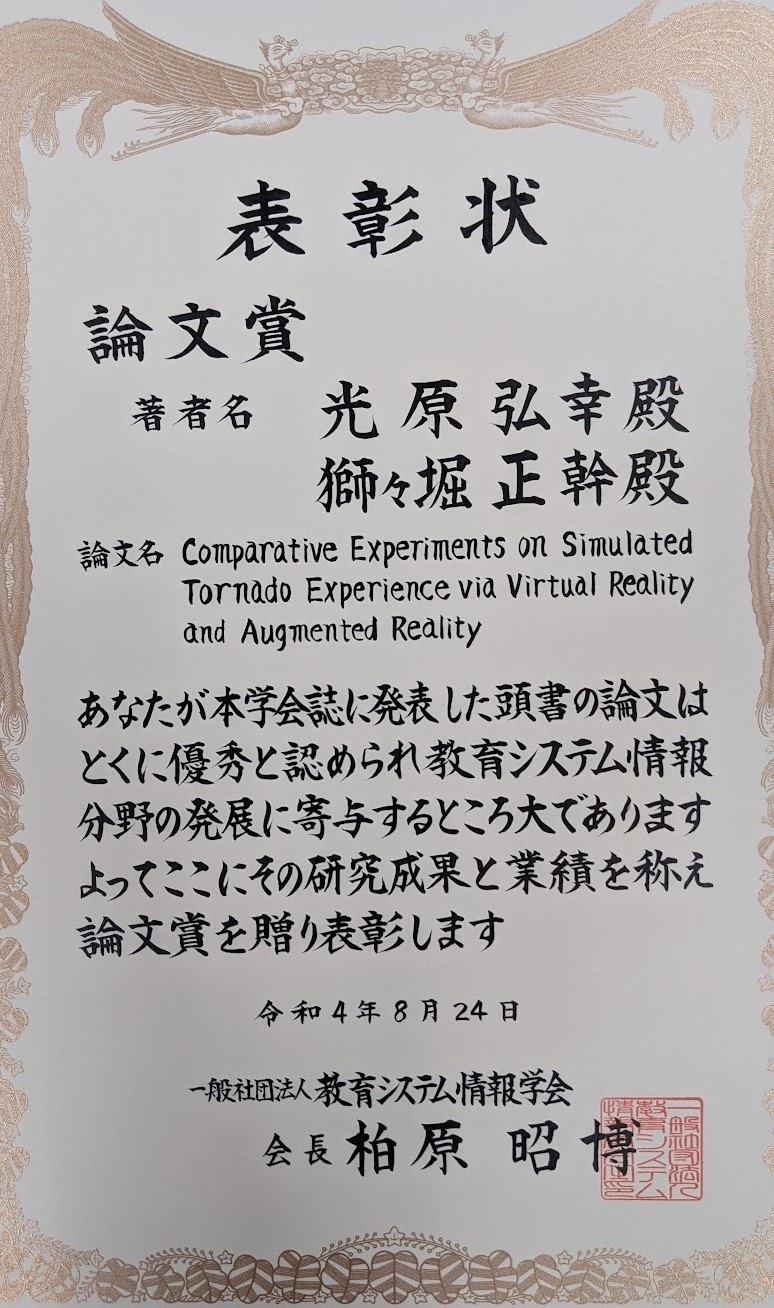 表彰状
論文賞
著者名 光原弘幸殿
獅々堀正幹殿
論文名 Comparative Experiments on Simulated
Tornado Experience via Virtual Reality
and Augmented Reality
あなたが本学会誌に発表した頭書の論文は
とくに優秀と認められ教育システム情報
分野の発展に寄与するところ大であります
よってここにその研究成果と業績を称え
論文賞を贈り表彰します
令和4年8月24日
一般社団法人 教育システム情報学会
会長 柏原 昭博